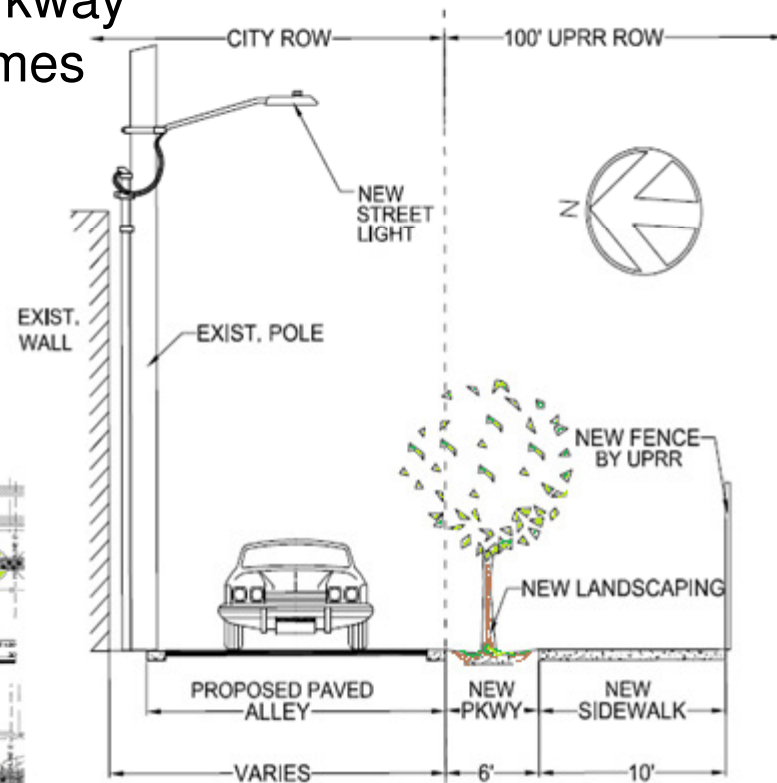 CITY ROW
100' UPRR ROW
NEW
STREET
LIGHT
N
EXIST.
WALL
EXIST. POLE
NEW FENCE
BY UPRR
NEW LANDSCAPING
PROPOSED PAVED
ALLEY
NEW
PKWY
NEW
SIDEWALK
VARIES
6'
10'